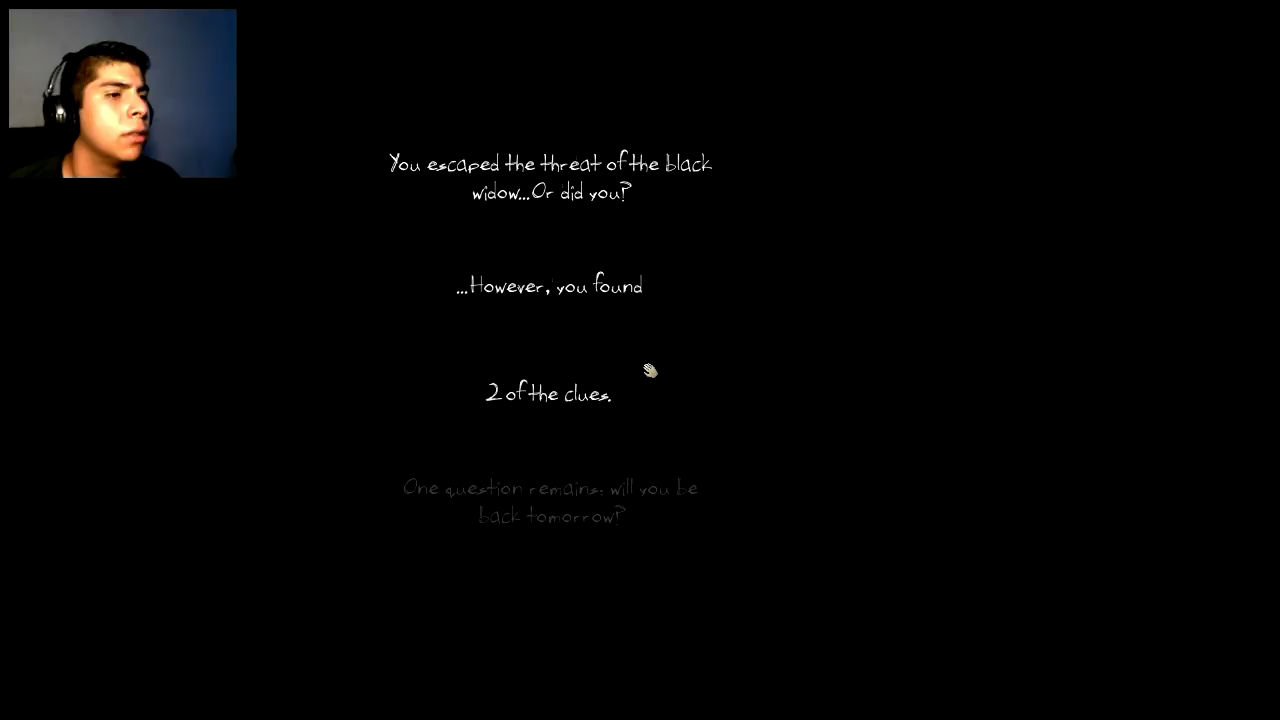 You escaped the threat of the black
widow...Or did you?
...However, you found
2 of the clues.
One question remains: will you be
back tomorrow?